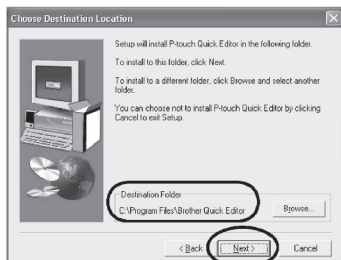 Choose Destination Location
Setup will install P-touch Quick Editor in the following folder.
To install to this folder, click Next.
To install to a different folder, click Browse and select another
folder.
You can choose not to install P-touch Quick Editor by clicking
Cancel to exit Setup.
Destination Folder
C:\Program Files\Brother Quick Editor
Browse...
< Back
Next >
Cancel